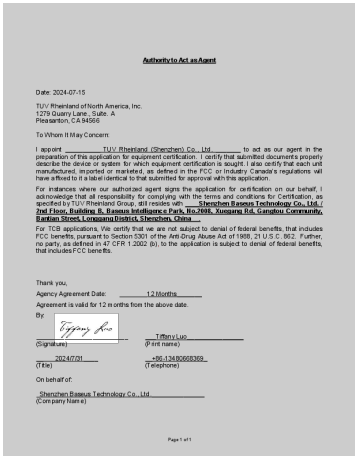 Authority to Act as Agent
Date: 2024-07-15
TUV Rheinland of North America, Inc.
1279 Quarry Lane., Suite. A
Pleasanton, CA 94566
To Whom It May Concern:
I appoint TUV Rheinland (Shenzhen) Co., Ltd. to act as our agent in the
preparation of this application for equipment certification. I certify that submitted documents properly
describe the device or system for which equipment certification is sought. I also certify that each unit
manufactured, imported or marketed, as defined in the FCC or Industry Canada's regulations will
have affixed to it a label identical to that submitted for approval with this application.
For instances where our authorized agent signs the application for certification on our behalf, I
acknowledge that all responsibility for complying with the terms and conditions for Certification, as
specified by TUV Rheinland Group, still resides with Shenzhen Baseus Technology Co., Ltd. /
2nd Floor, Building B, Baseus Intelligence Park, No.2008, Xuegang Rd, Gangtou Community,
Bantian Street, Longgang District, Shenzhen, China .
For TCB applications, We certify that we are not subject to denial of federal benefits, that includes
FCC benefits, pursuant to Section 5301 of the Anti-Drug Abuse Act of 1988, 21 U.S.C. 862. Further,
no party, as defined in 47 CFR 1.2002 (b), to the application is subject to denial of federal benefits,
that includes FCC benefits.
Thank you,
Agency Agreement Date: 12 Months
Agreement is valid for 12 months from the above date.
By:
Tiffany Luo Tiffany Luo
(Signature) (Print name)
2024/7/31 +86-13480668369
(Title) (Telephone)
On behalf of:
Shenzhen Baseus Technology Co., Ltd
(Company Name)
Page 1 of 1